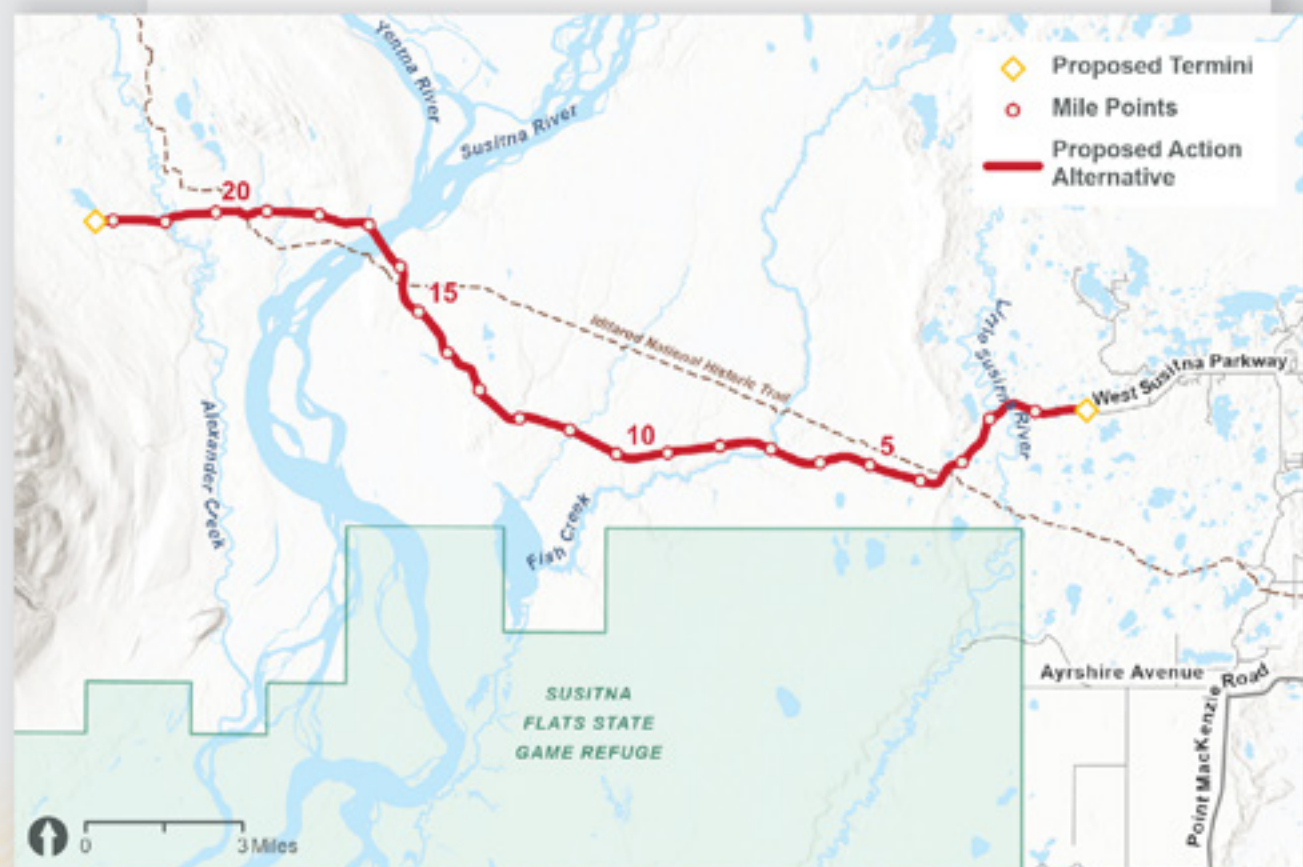 Yentna River
Susitna River
Proposed Termini
Mile Points
Proposed Action
Alternative
20
15
Iditarod National Historic Trail
Little Susitna River
West Susitna Parkway
10
5
Alexander Creek
Fish Creek
SUSITNA
FLATS STATE
GAME REFUGE
Ayrshire Avenue
Point MacKenzie Road
0
3 Miles